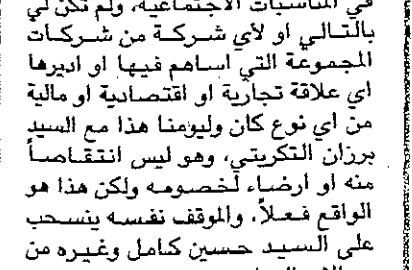 في المناسبات الاجتماعية، ولم تكن لي
بالتالي او لأي شركة من شركات
المجموعة التي اساهم فيها او اديرها
اي علاقة تجارية او اقتصادية او مالية
من اي نوع كان وليومنا هذا مع السيد
برزان التكريتي، وهو ليس انتقاصاً
منه او ارضاء لخصومه ولكن هذا هو
الواقع فعلاً، والموقف نفسه ينسحب
على السيد حسين كامل وغيره من